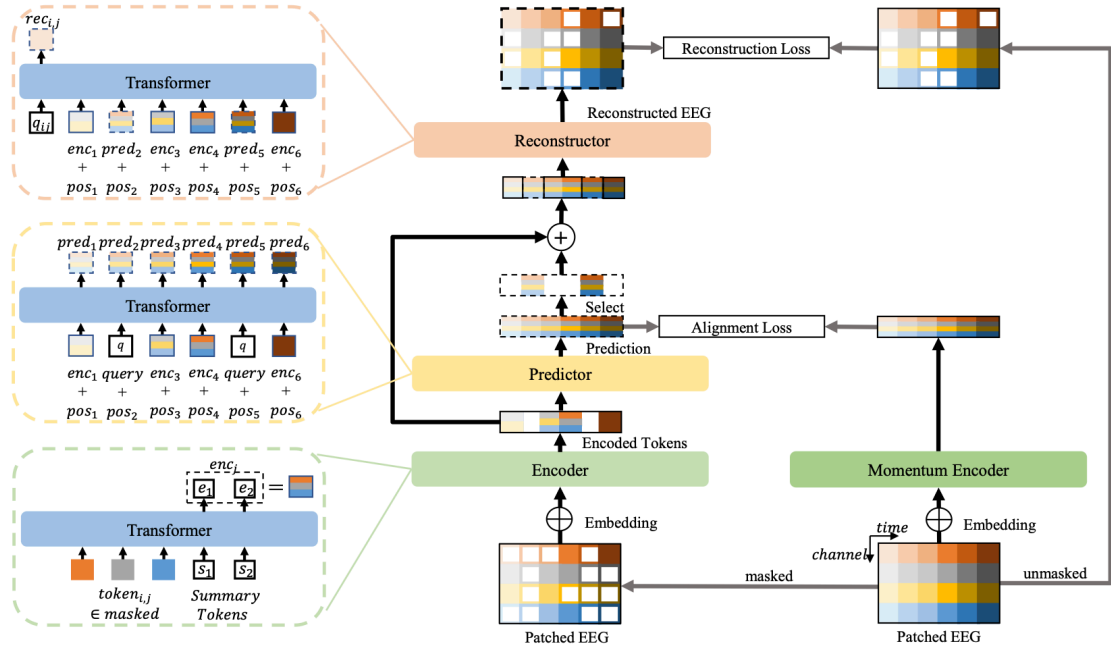 rec_{i,j}
Transformer
q_{ij}
enc_1 pred_2 enc_3 enc_4 pred_5 enc_6
+ + + + + +
pos_1 pos_2 pos_3 pos_4 pos_5 pos_6
pred_1 pred_2 pred_3 pred_4 pred_5 pred_6
Transformer
q q
enc_1 query enc_3 enc_4 query enc_6
+ + + + + +
pos_1 pos_2 pos_3 pos_4 pos_5 pos_6
enc_j
e_1 e_2 =
Transformer
s_1 s_2
token_{i,j} Summary
∈ masked Tokens
Reconstruction Loss
Reconstructed EEG
Reconstructor
+
Select
Prediction
Alignment Loss
Predictor
Encoded Tokens
Encoder
Momentum Encoder
Embedding
Embedding
time
channel
masked
unmasked
Patched EEG
Patched EEG